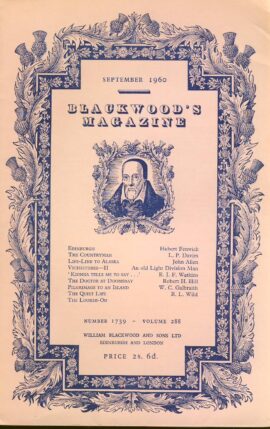 SEPTEMBER 1960
BLACKWOOD'S
MAGAZINE
EDINBURGH Hubert Fenwick
THE COUNTRYMAN L. P. Davies
LIFE-LINE TO ALASKA John Allen
VICISSITUDES—II An old Light Division Man
'KIDNEA TELLS ME TO SAY . . .' R. J. F. Watkins
THE DOCTOR AT DOOMSDAY Robert H. Hill
PILGRIMAGE TO AN ISLAND W. C. Galbraith
THE QUIET LIFE R. L. Wild
THE LOOKER-ON
NUMBER 1739 – VOLUME 288
WILLIAM BLACKWOOD AND SONS LTD
EDINBURGH AND LONDON
PRICE 2s. 6d.